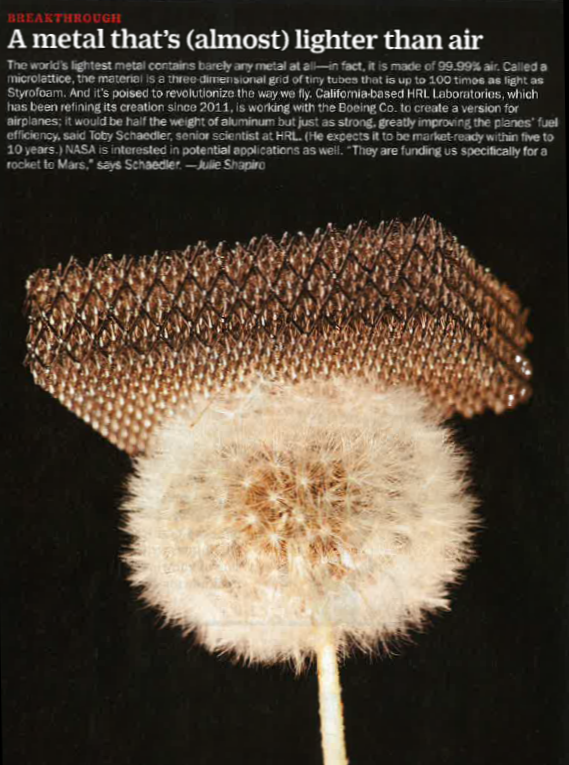 BREAKTHROUGH
A metal that's (almost) lighter than air
The world's lightest metal contains barely any metal at all—in fact, it is made of 99.99% air. Called a
microlattice, the material is a three-dimensional grid of tiny tubes that is up to 100 times as light as
Styrofoam. And it's poised to revolutionize the way we fly. California-based HRL Laboratories, which
has been refining its creation since 2011, is working with the Boeing Co. to create a version for
airplanes; it would be half the weight of aluminum but just as strong, greatly improving the planes' fuel
efficiency, said Toby Schaedler, senior scientist at HRL. (He expects it to be market-ready within five to
10 years.) NASA is interested in potential applications as well. "They are funding us specifically for a
rocket to Mars," says Schaedler. —Julie Shapiro